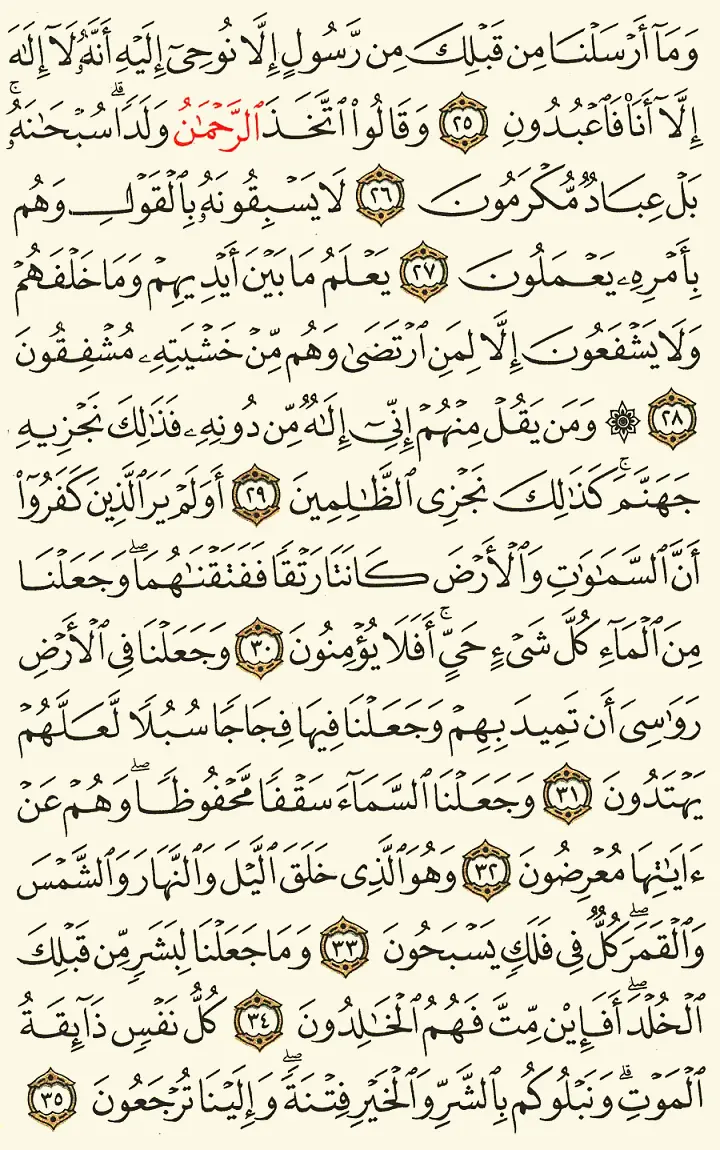 وَمَآ أَرۡسَلۡنَا مِن قَبۡلِكَ مِن رَّسُولٍ إِلَّا نُوحِيٓ إِلَيۡهِ أَنَّهُۥ لَآ إِلَٰهَ
إِلَّآ أَنَا۠ فَٱعۡبُدُونِ ٢٥ وَقَالُواْ ٱتَّخَذَ ٱلرَّحۡمَٰنُ وَلَدٗاۗ سُبۡحَٰنَهُۥۚ
بَلۡ عِبَادٞ مُّكۡرَمُونَ ٢٦ لَا يَسۡبِقُونَهُۥ بِٱلۡقَوۡلِ وَهُم
بِأَمۡرِهِۦ يَعۡمَلُونَ ٢٧ يَعۡلَمُ مَا بَيۡنَ أَيۡدِيهِمۡ وَمَا خَلۡفَهُمۡ
وَلَا يَشۡفَعُونَ إِلَّا لِمَنِ ٱرۡتَضَىٰ وَهُم مِّنۡ خَشۡيَتِهِۦ مُشۡفِقُونَ
٢٨ ۞ وَمَن يَقُلۡ مِنۡهُمۡ إِنِّيٓ إِلَٰهٞ مِّن دُونِهِۦ فَذَٰلِكَ نَجۡزِيهِ
جَهَنَّمَۚ كَذَٰلِكَ نَجۡزِي ٱلظَّٰلِمِينَ ٢٩ أَوَلَمۡ يَرَ ٱلَّذِينَ كَفَرُوٓاْ
أَنَّ ٱلسَّمَٰوَٰتِ وَٱلۡأَرۡضَ كَانَتَا رَتۡقٗا فَفَتَقۡنَٰهُمَاۖ وَجَعَلۡنَا
مِنَ ٱلۡمَآءِ كُلَّ شَيۡءٍ حَيٍّۚ أَفَلَا يُؤۡمِنُونَ ٣٠ وَجَعَلۡنَا فِي ٱلۡأَرۡضِ
رَوَٰسِيَ أَن تَمِيدَ بِهِمۡ وَجَعَلۡنَا فِيهَا فِجَاجٗا سُبُلٗا لَّعَلَّهُمۡ
يَهۡتَدُونَ ٣١ وَجَعَلۡنَا ٱلسَّمَآءَ سَقۡفٗا مَّحۡفُوظٗاۖ وَهُمۡ عَنۡ
ءَايَٰتِهَا مُعۡرِضُونَ ٣٢ وَهُوَ ٱلَّذِي خَلَقَ ٱلَّيۡلَ وَٱلنَّهَارَ وَٱلشَّمۡسَ
وَٱلۡقَمَرَۖ كُلّٞ فِي فَلَكٖ يَسۡبَحُونَ ٣٣ وَمَا جَعَلۡنَا لِبَشَرٖ مِّن قَبۡلِكَ
ٱلۡخُلۡدَۖ أَفَإِيْن مِّتَّ فَهُمُ ٱلۡخَٰلِدُونَ ٣٤ كُلُّ نَفۡسٖ ذَآئِقَةُ
ٱلۡمَوۡتِۗ وَنَبۡلُوكُم بِٱلشَّرِّ وَٱلۡخَيۡرِ فِتۡنَةٗۖ وَإِلَيۡنَا تُرۡجَعُونَ ٣٥